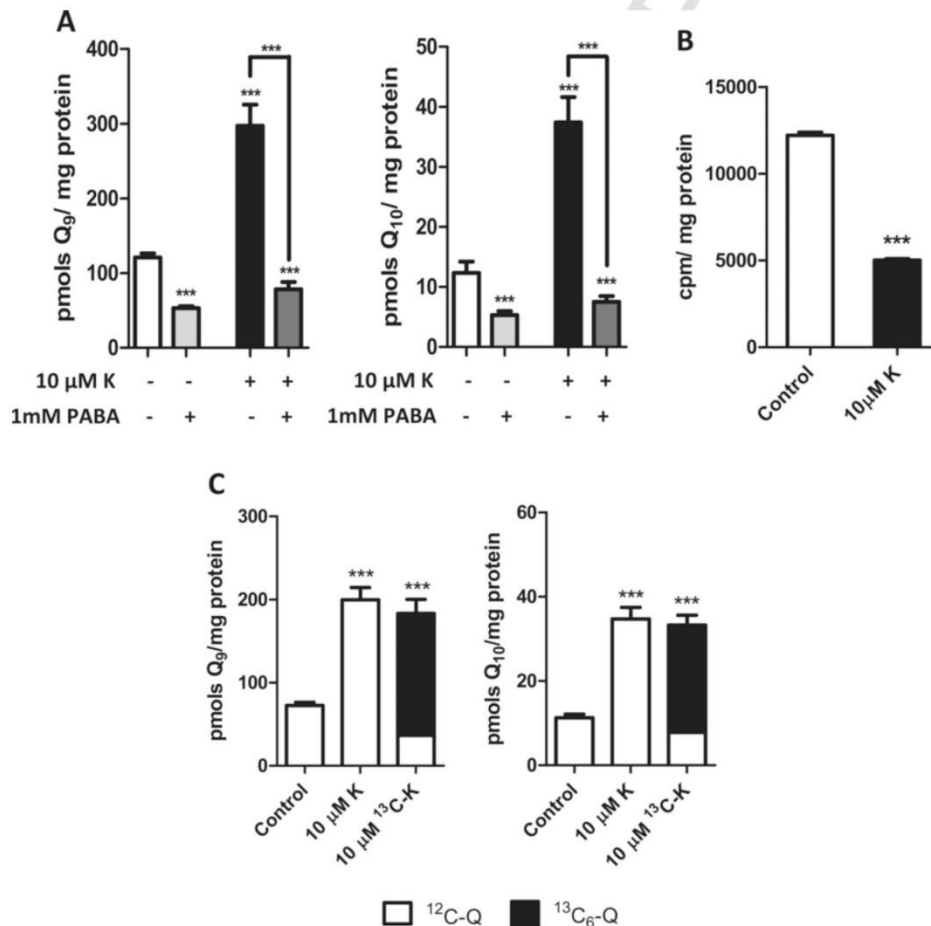 A
400
300
200
100
0
pmols Q₉/ mg protein
***
***
***
***
10 µM K - - + +
1mM PABA - + - +
50
40
30
20
10
0
pmols Q₁₀/ mg protein
***
***
***
***
10 µM K - - + +
1mM PABA - + - +
B
15000
10000
5000
0
cpm/ mg protein
***
Control
10µM K
C
300
200
100
0
pmols Q₉/mg protein
***
***
Control
10 µM K
10 µM ¹³C-K
60
40
20
0
pmols Q₁₀/mg protein
***
***
Control
10 µM K
10 µM ¹³C-K
¹²C-Q ¹³C₆-Q